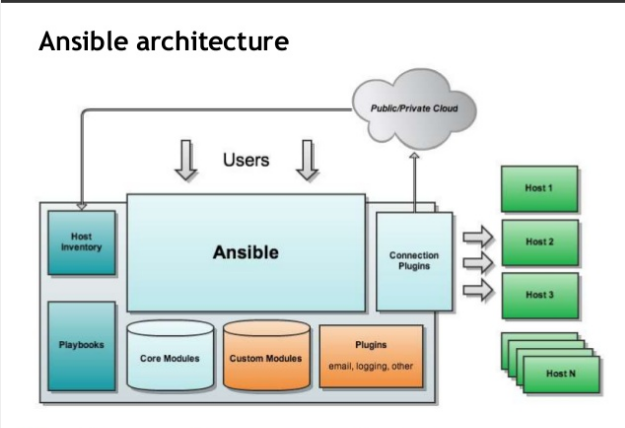 Ansible architecture
Public/Private Cloud
Users
Host 1
Host
Inventory
Ansible
Connection
Plugins
Host 2
Host 3
Playbooks
Core Modules
Custom Modules
Plugins
email, logging, other
Host N